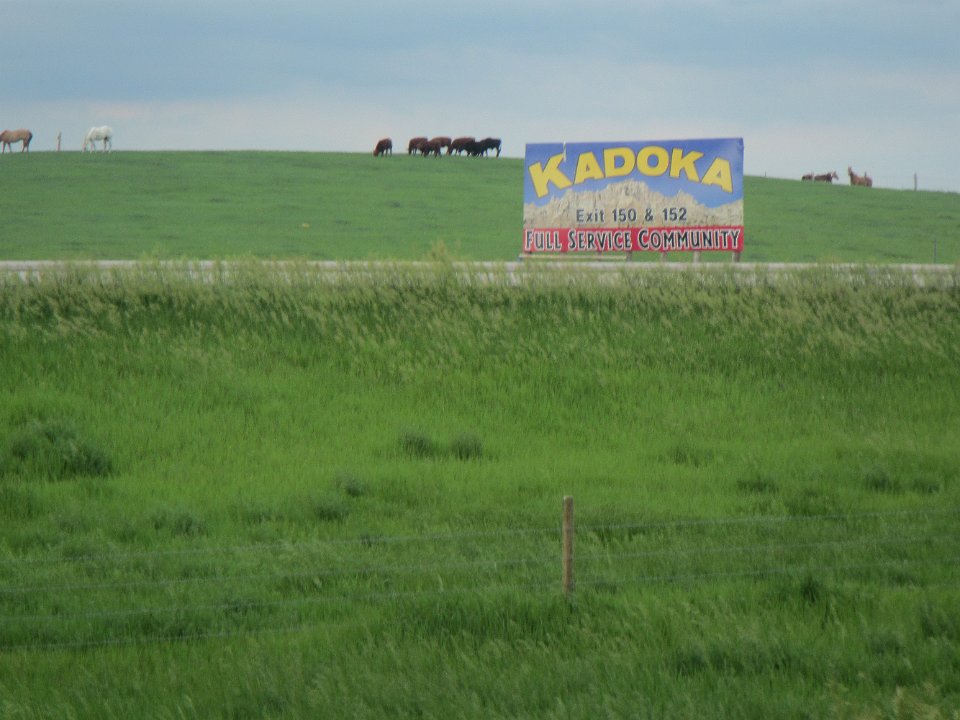 KADOKA
Exit 150 & 152
FULL SERVICE COMMUNITY